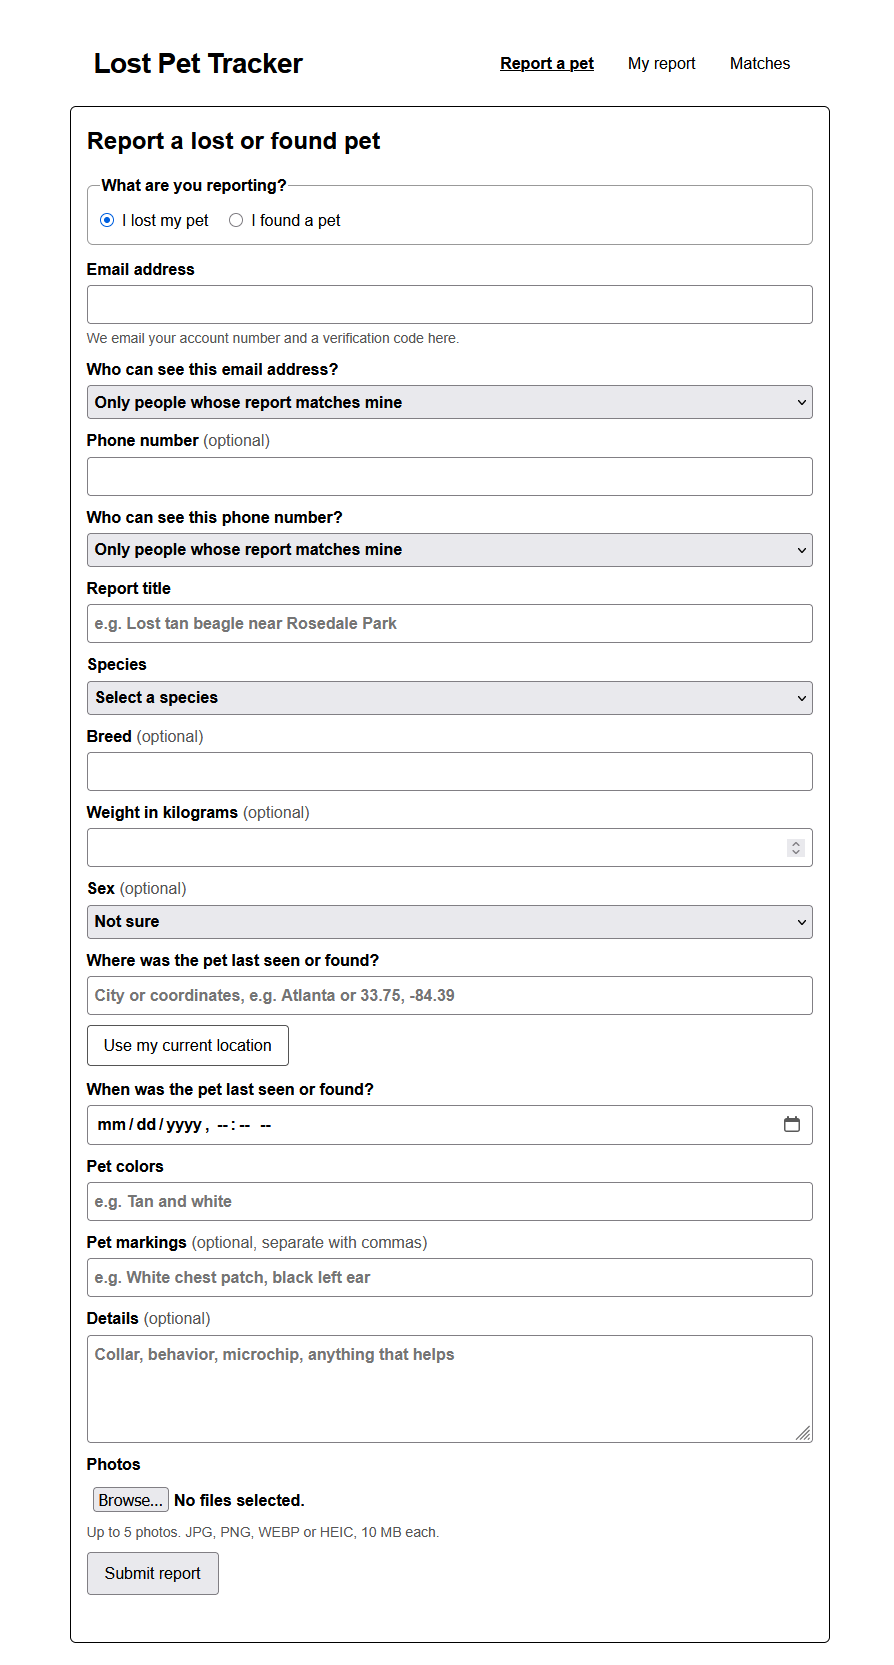 Lost Pet Tracker
Report a pet My report Matches
Report a lost or found pet
What are you reporting?
I lost my pet I found a pet
Email address
We email your account number and a verification code here.
Who can see this email address?
Only people whose report matches mine
Phone number (optional)
Who can see this phone number?
Only people whose report matches mine
Report title
e.g. Lost tan beagle near Rosedale Park
Species
Select a species
Breed (optional)
Weight in kilograms (optional)
Sex (optional)
Not sure
Where was the pet last seen or found?
City or coordinates, e.g. Atlanta or 33.75, -84.39
Use my current location
When was the pet last seen or found?
mm/dd/yyyy, --:-- --
Pet colors
e.g. Tan and white
Pet markings (optional, separate with commas)
e.g. White chest patch, black left ear
Details (optional)
Collar, behavior, microchip, anything that helps
Photos
Browse... No files selected.
Up to 5 photos. JPG, PNG, WEBP or HEIC, 10 MB each.
Submit report